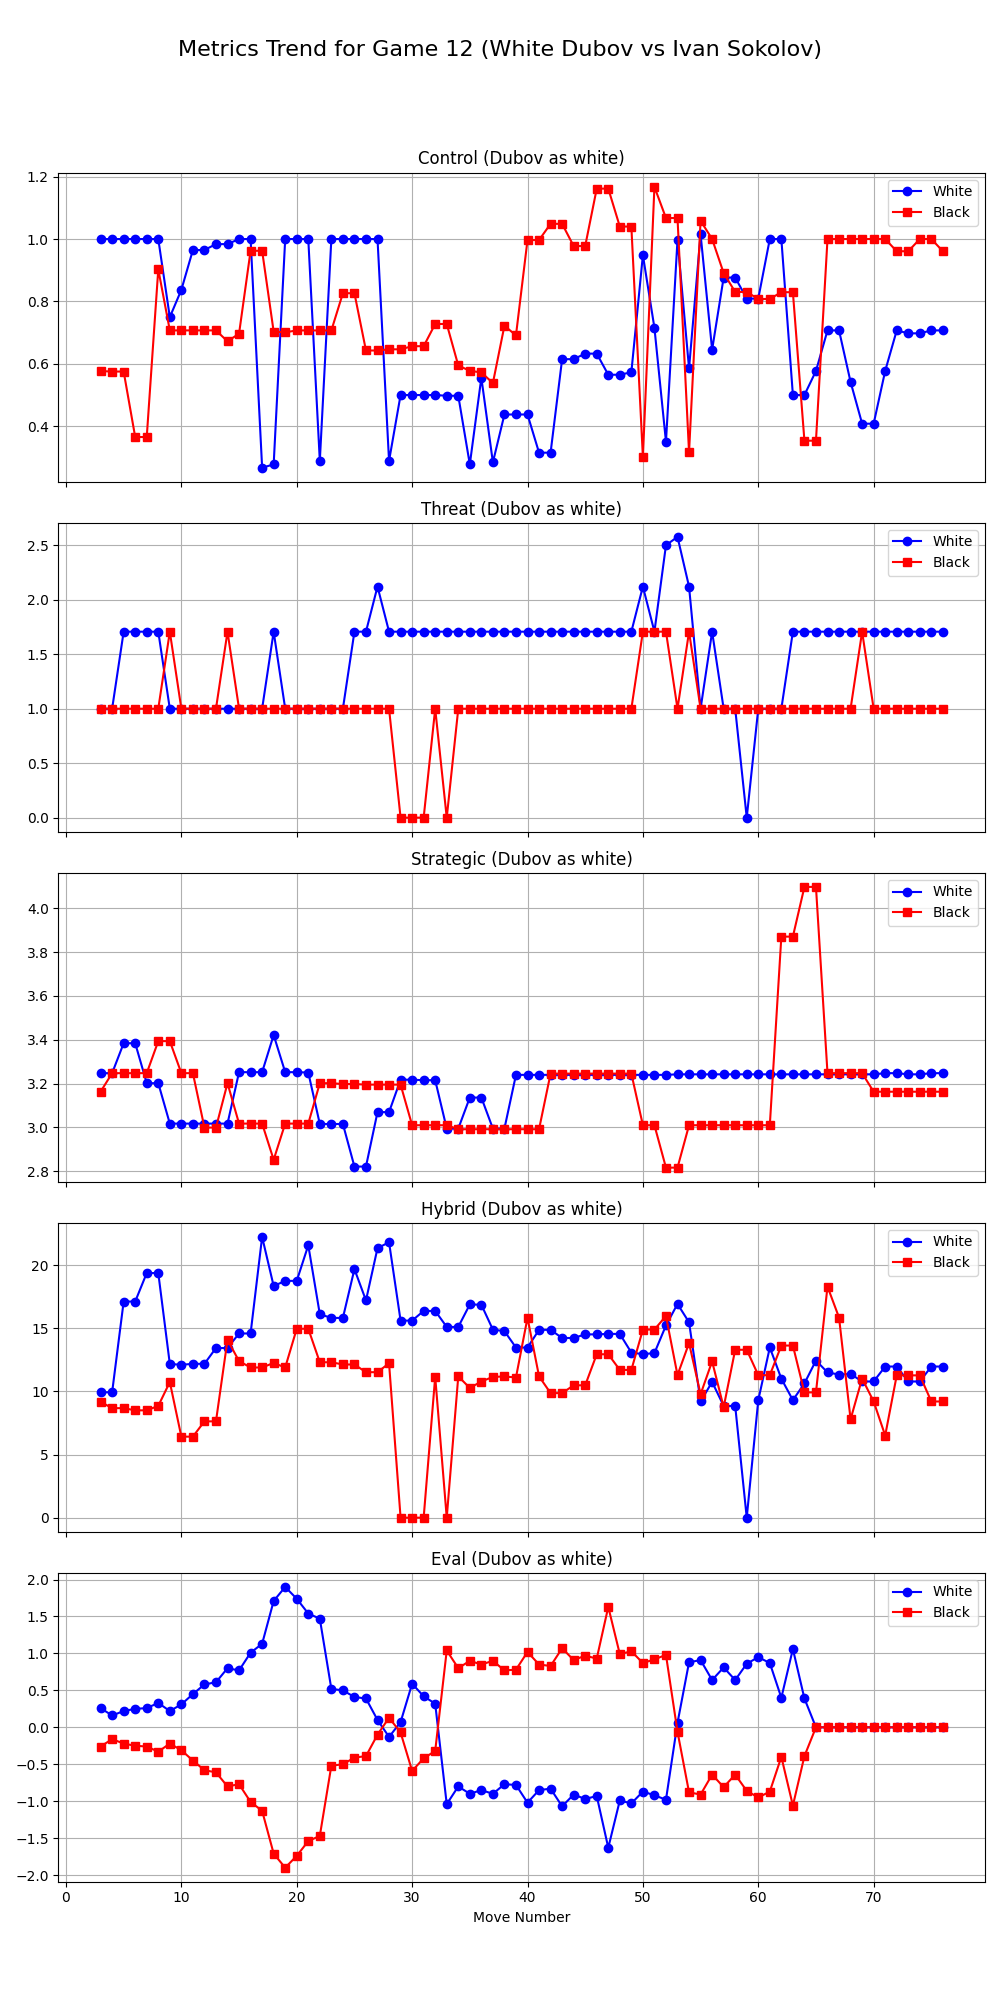 Metrics Trend for Game 12 (White Dubov vs Ivan Sokolov)
Control (Dubov as white)
1.2
1.0
0.8
0.6
0.4
White
Black
Threat (Dubov as white)
2.5
2.0
1.5
1.0
0.5
0.0
White
Black
Strategic (Dubov as white)
4.0
3.8
3.6
3.4
3.2
3.0
2.8
White
Black
Hybrid (Dubov as white)
20
15
10
5
0
White
Black
Eval (Dubov as white)
2.0
1.5
1.0
0.5
0.0
−0.5
−1.0
−1.5
−2.0
White
Black
0 10 20 30 40 50 60 70
Move Number